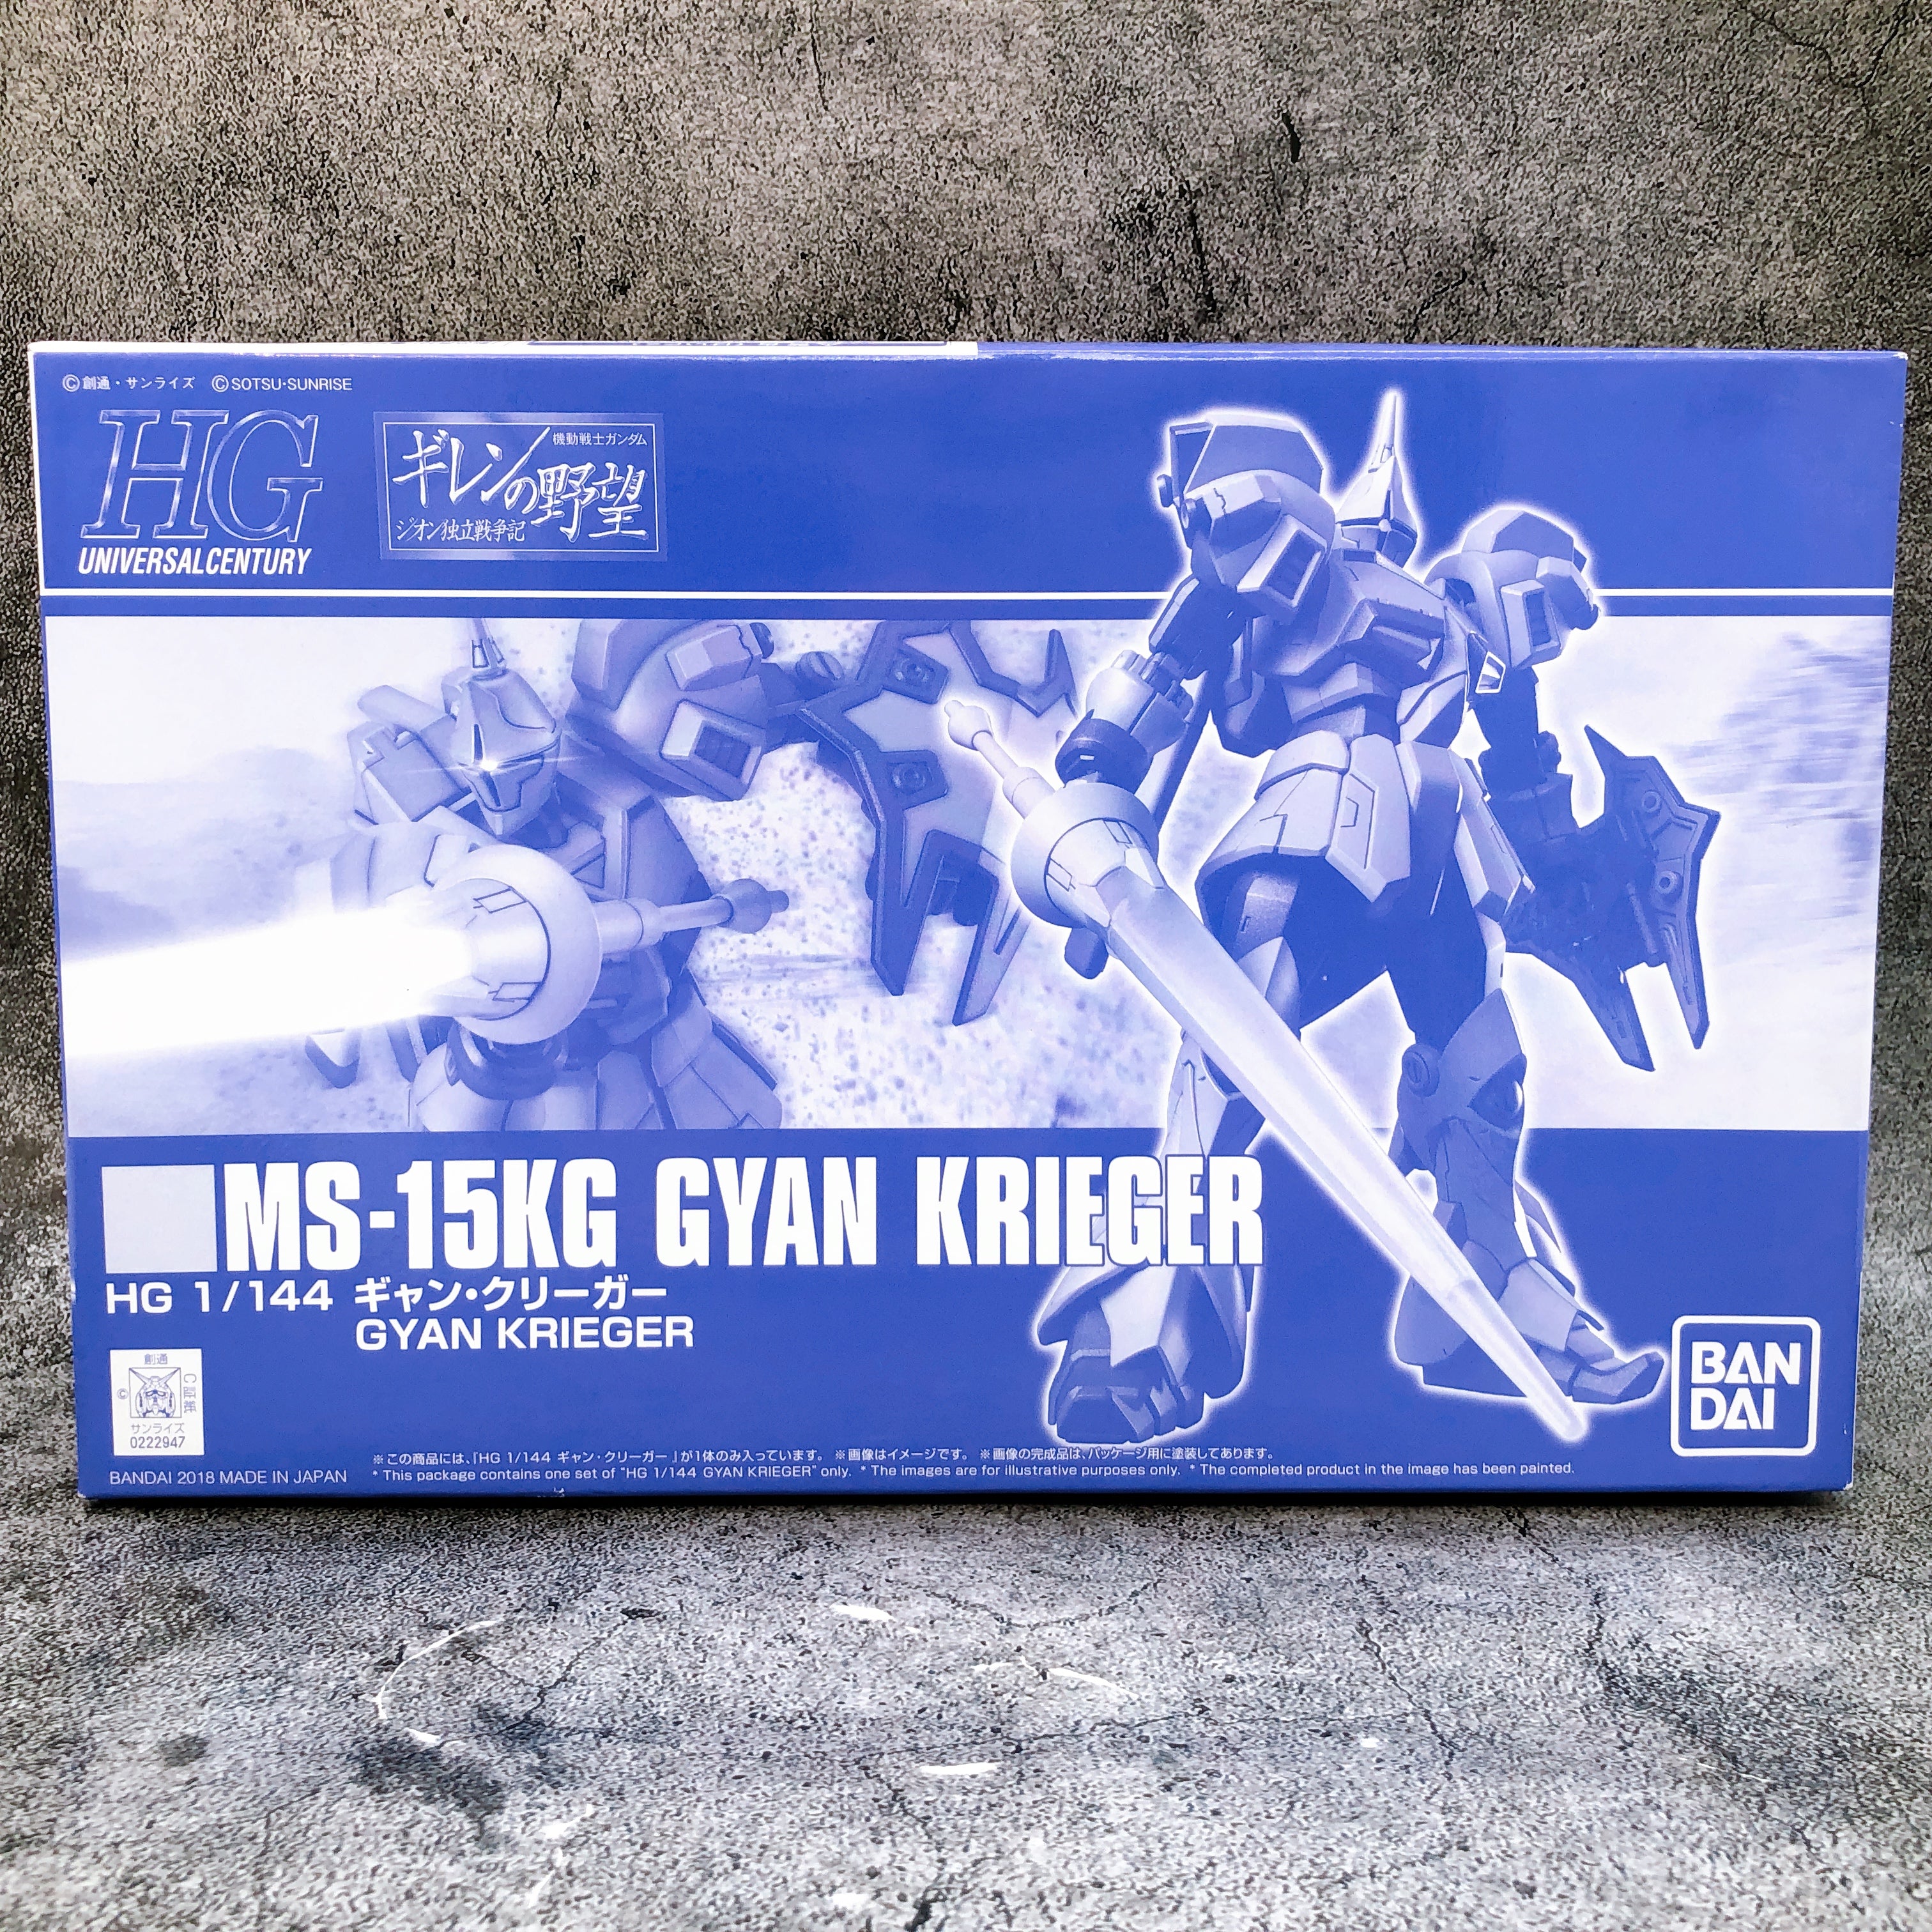 ©創通・サンライズ ©SOTSU・SUNRISE
HG
UNIVERSAL CENTURY
機動戦士ガンダム
ギレンの野望
ジオン独立戦争記
MS-15KG GYAN KRIEGER
HG 1/144 ギャン・クリーガー
GYAN KRIEGER
創通
©
サンライズ
0222947
BAN
DAI
※この商品には、「HG 1/144 ギャン・クリーガー」が1体のみ入っています。 ※画像はイメージです。 ※画像の完成品は、パッケージ用に塗装してあります。
* This package contains one set of "HG 1/144 GYAN KRIEGER" only. * The images are for illustrative purposes only. * The completed product in the image has been painted.
BANDAI 2018 MADE IN JAPAN